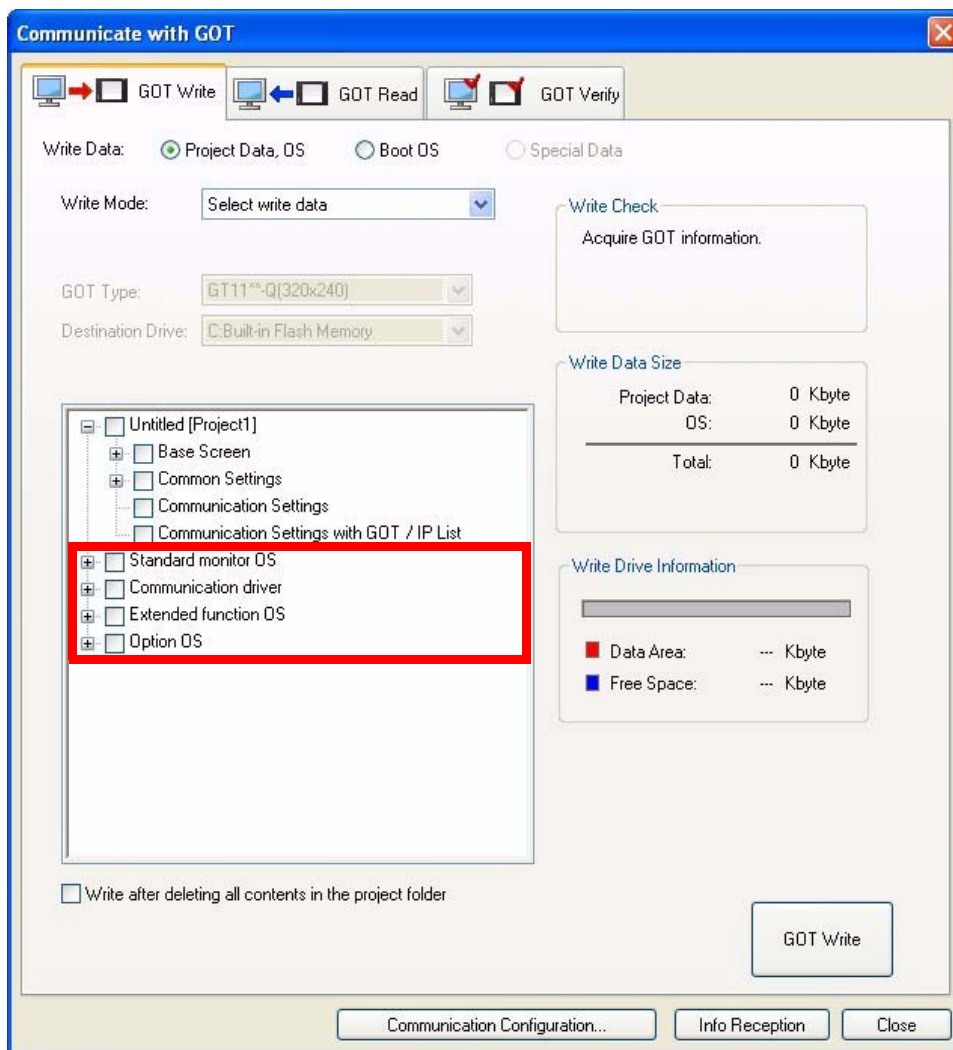 Communicate with GOT
GOT Write
GOT Read
GOT Verify
Write Data:
Project Data, OS
Boot OS
Special Data
Write Mode:
Select write data
GOT Type:
GT11**-Q(320x240)
Destination Drive:
C:Built-in Flash Memory
Untitled [Project1]
Base Screen
Common Settings
Communication Settings
Communication Settings with GOT / IP List
Standard monitor OS
Communication driver
Extended function OS
Option OS
Write after deleting all contents in the project folder
Write Check
Acquire GOT information.
Write Data Size
Project Data: 0 Kbyte
OS: 0 Kbyte
Total: 0 Kbyte
Write Drive Information
Data Area: --- Kbyte
Free Space: --- Kbyte
GOT Write
Communication Configuration...
Info Reception
Close